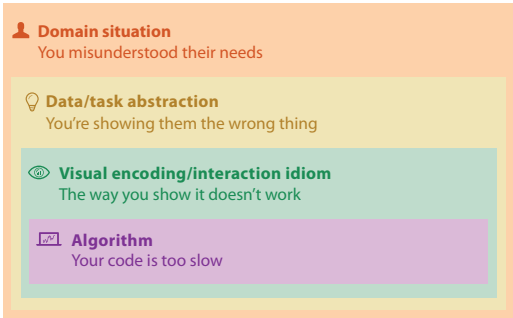 Domain situation
You misunderstood their needs
Data/task abstraction
You’re showing them the wrong thing
Visual encoding/interaction idiom
The way you show it doesn’t work
Algorithm
Your code is too slow